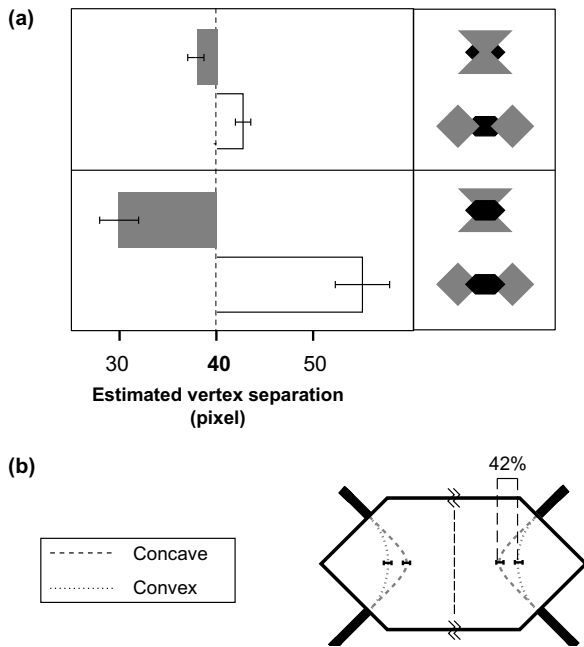 (a)
30 40 50
Estimated vertex separation
(pixel)
(b)
42%
Concave
Convex